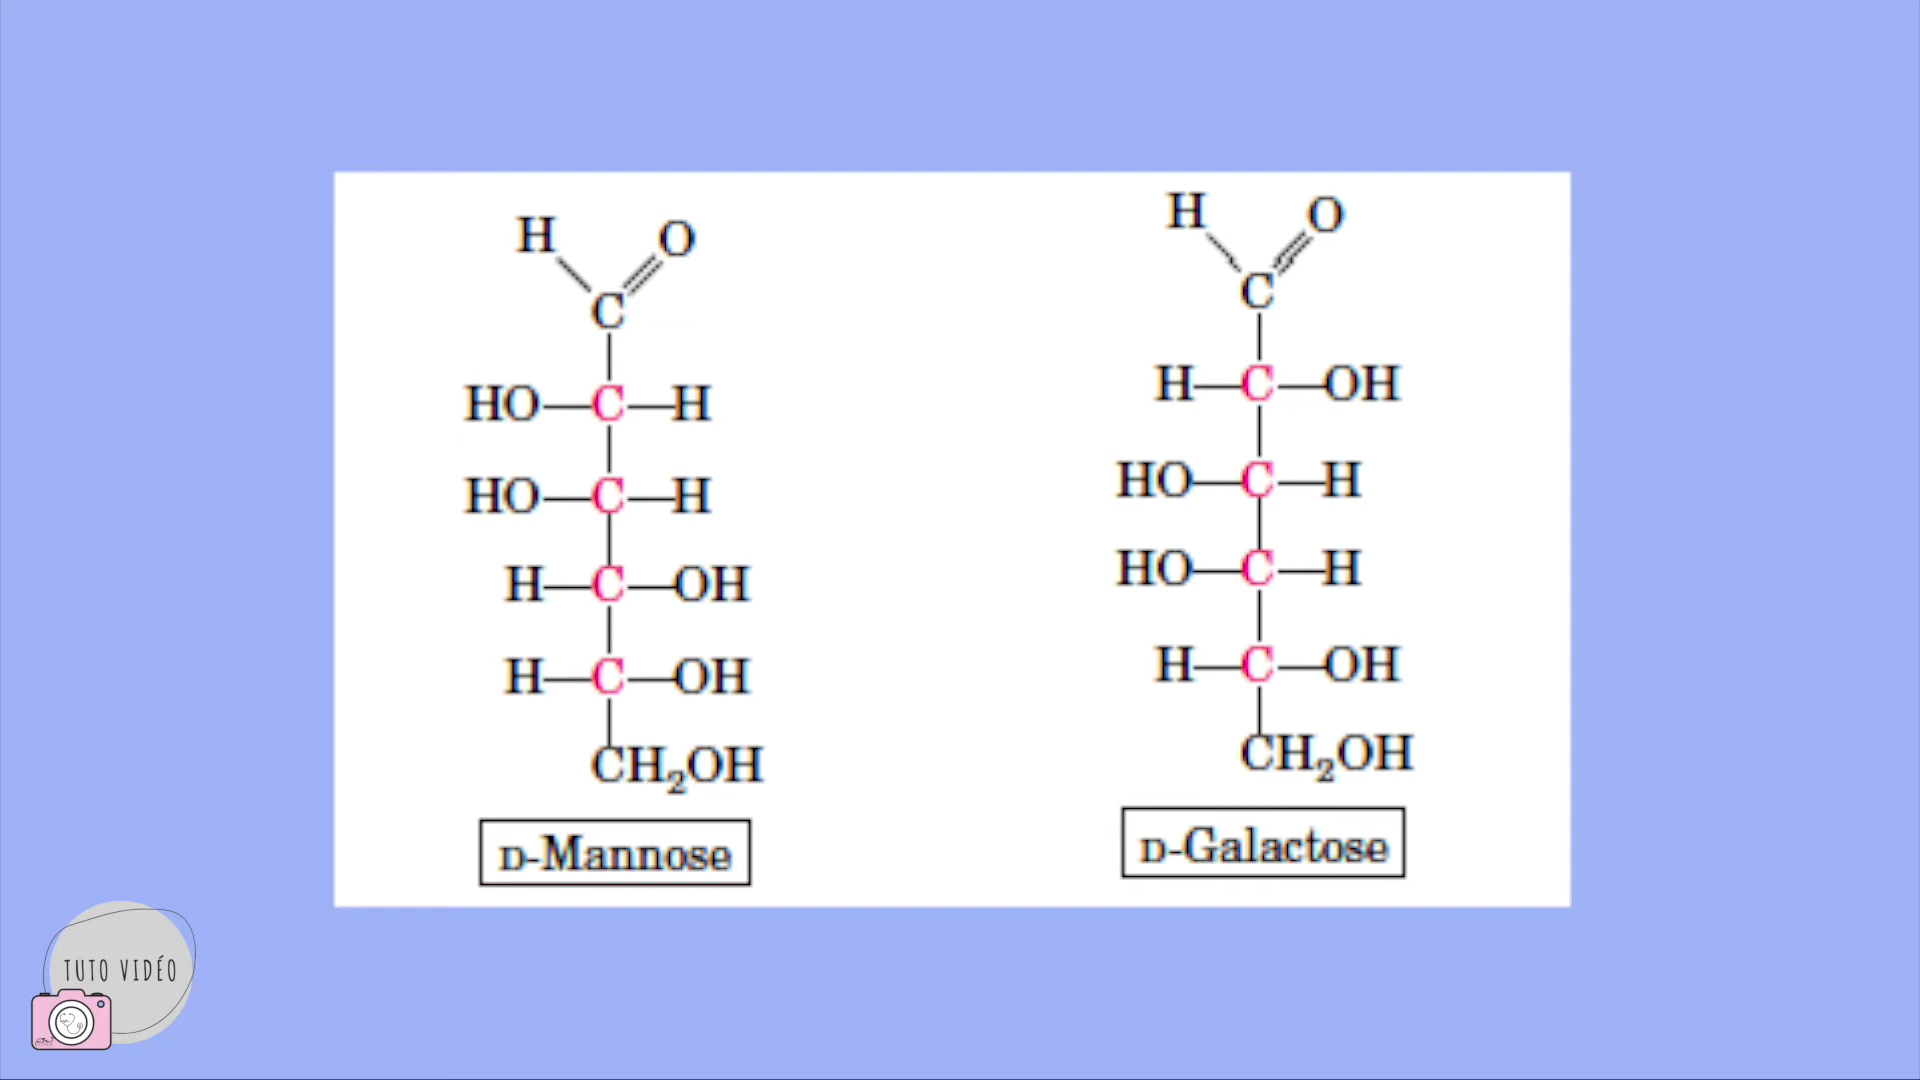 H O
C
HO—C—H
HO—C—H
H—C—OH
H—C—OH
CH₂OH
D-Mannose
H O
C
H—C—OH
HO—C—H
HO—C—H
H—C—OH
CH₂OH
D-Galactose
TUTO VIDÉO